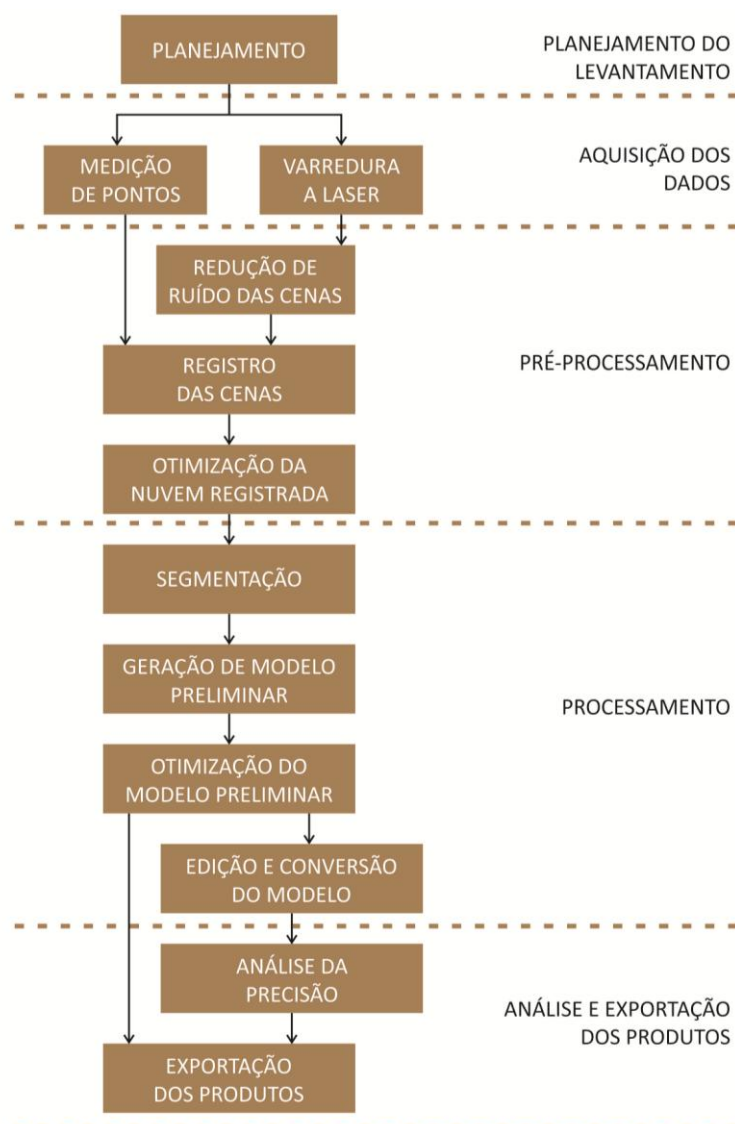 PLANEJAMENTO
PLANEJAMENTO DO
LEVANTAMENTO
MEDIÇÃO
DE PONTOS
VARREDURA
A LASER
AQUISIÇÃO DOS
DADOS
REDUÇÃO DE
RUÍDO DAS CENAS
REGISTRO
DAS CENAS
PRÉ-PROCESSAMENTO
OTIMIZAÇÃO DA
NUVEM REGISTRADA
SEGMENTAÇÃO
GERAÇÃO DE MODELO
PRELIMINAR
PROCESSAMENTO
OTIMIZAÇÃO DO
MODELO PRELIMINAR
EDIÇÃO E CONVERSÃO
DO MODELO
ANÁLISE DA
PRECISÃO
ANÁLISE E EXPORTAÇÃO
DOS PRODUTOS
EXPORTAÇÃO
DOS PRODUTOS